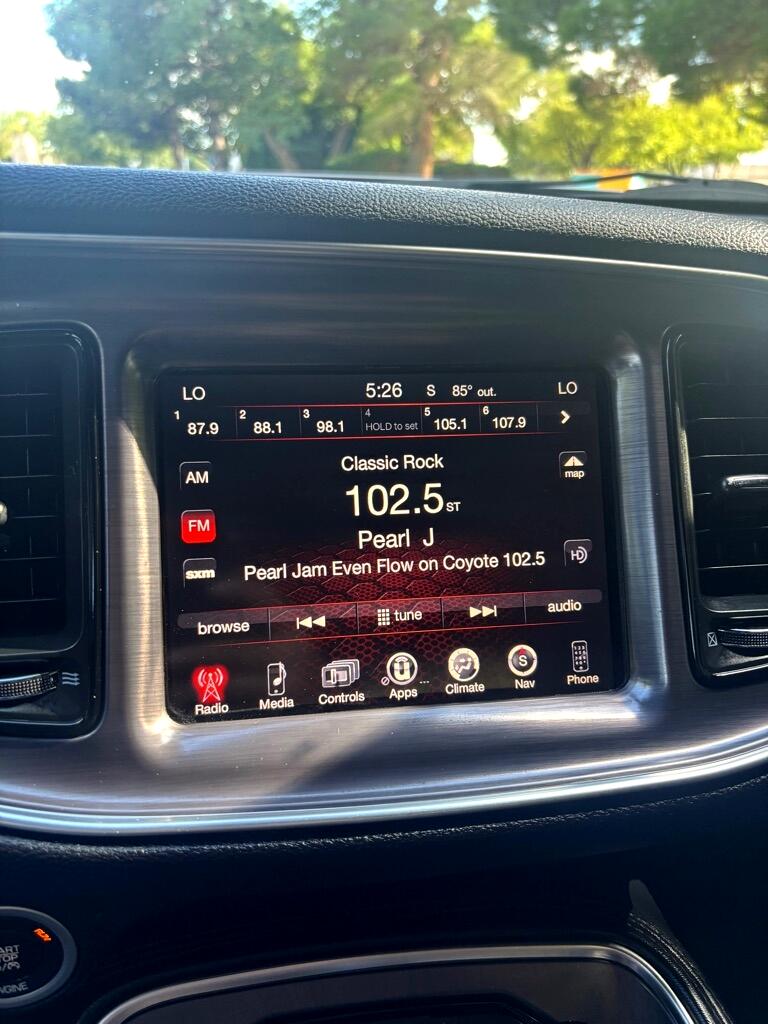 LO 5:26 S 85° out. LO
1 87.9 2 88.1 3 98.1 4 HOLD to set 5 105.1 6 107.9
Classic Rock
AM map
102.5 ST
FM
Pearl J
HD
Pearl Jam Even Flow on Coyote 102.5
sxm
browse tune audio
Radio Media Controls Apps Climate S Nav Phone
RUN